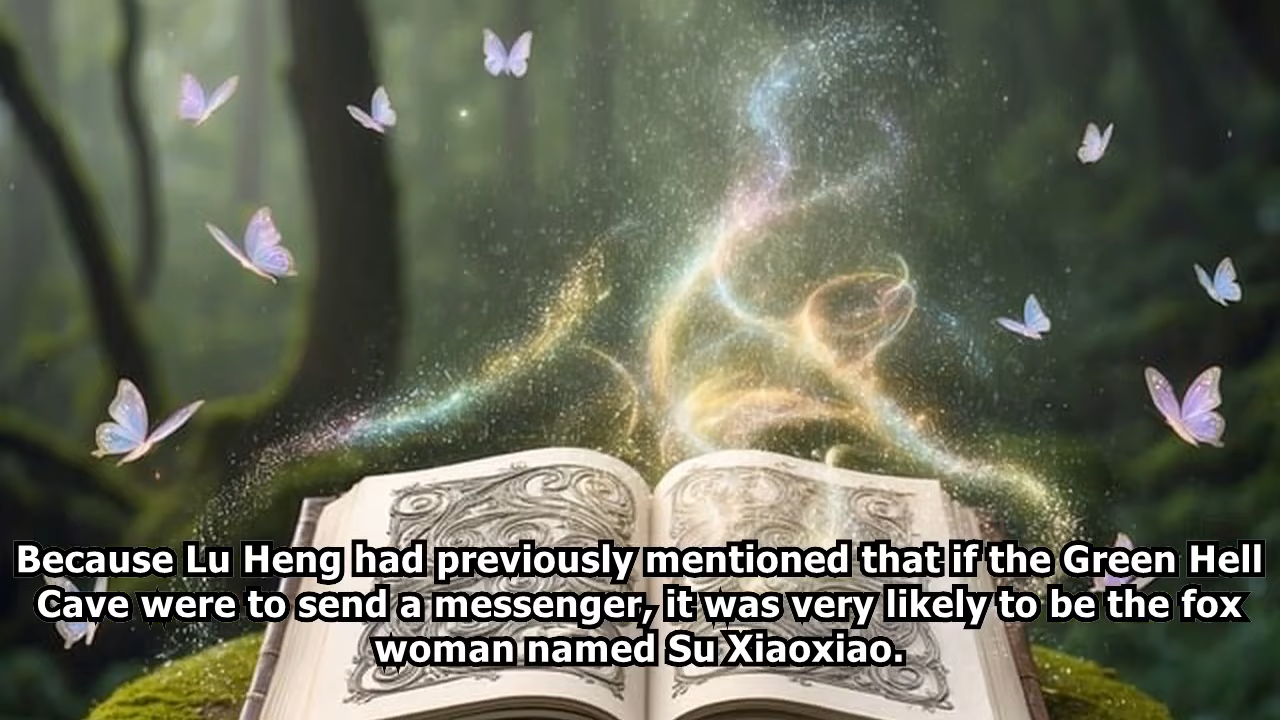 Because Lu Heng had previously mentioned that if the Green Hell
Cave were to send a messenger, it was very likely to be the fox
woman named Su Xiaoxiao.